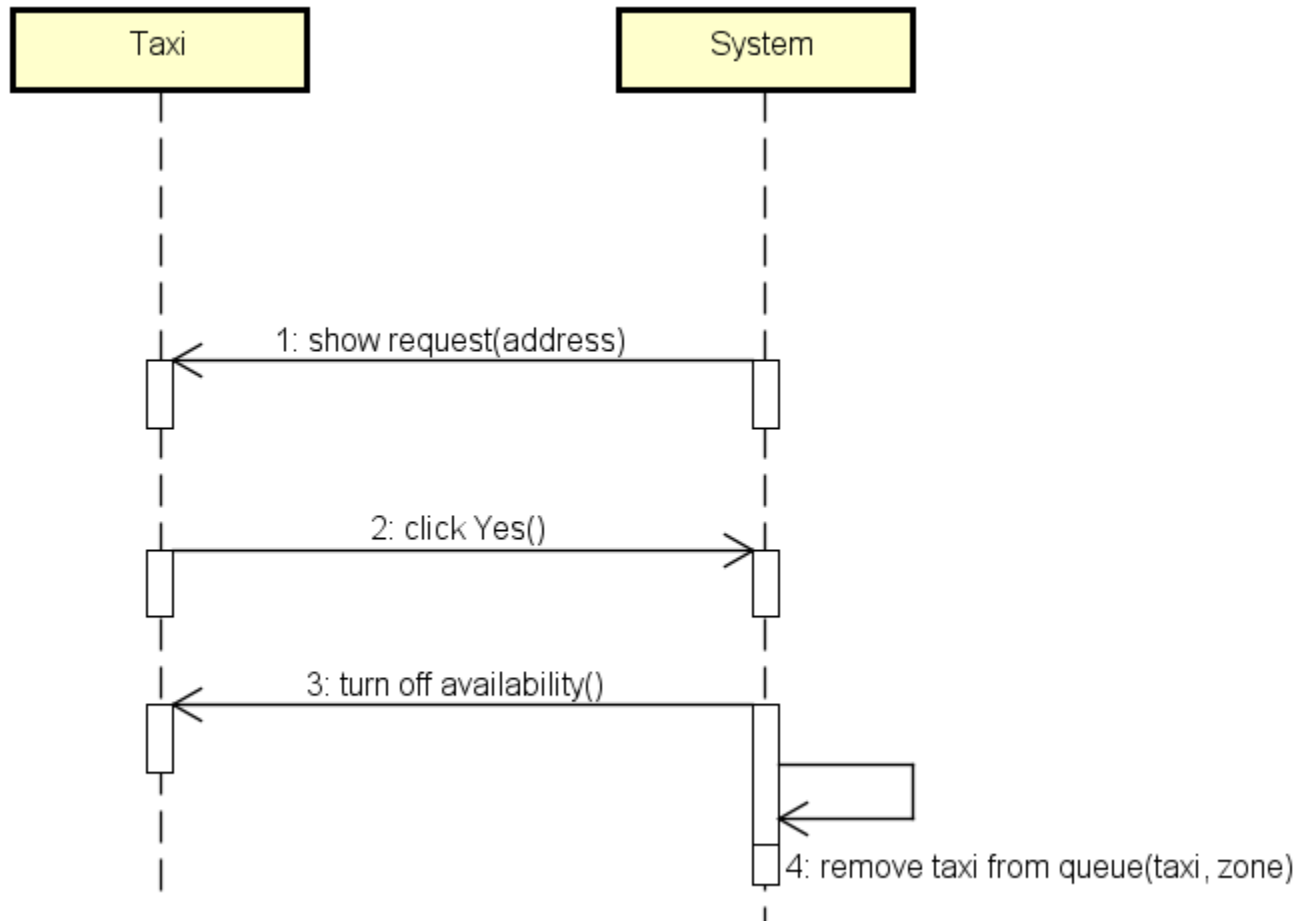 Taxi
System
1: show request(address)
2: click Yes()
3: turn off availability()
4: remove taxi from queue(taxi, zone)